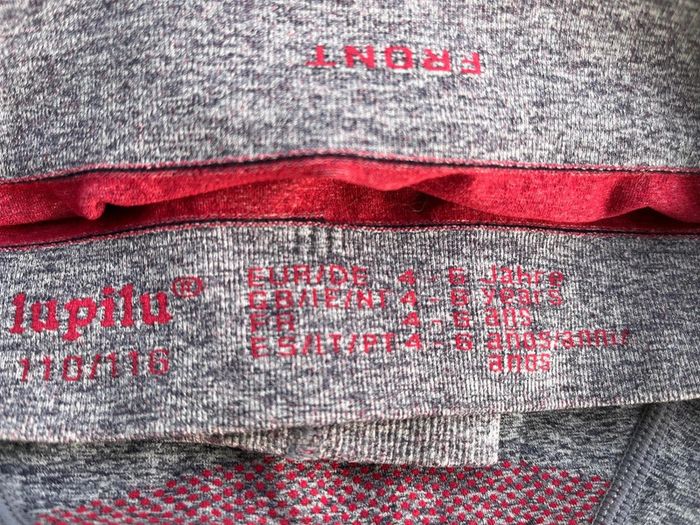 FRONT
lupilu®
110/116
EUR/DE 4 - 6 Jahre
GB/IE/NI 4 - 6 years
FR 4 - 6 ans
ES/IT/PT 4 - 6 años/anni/
anos